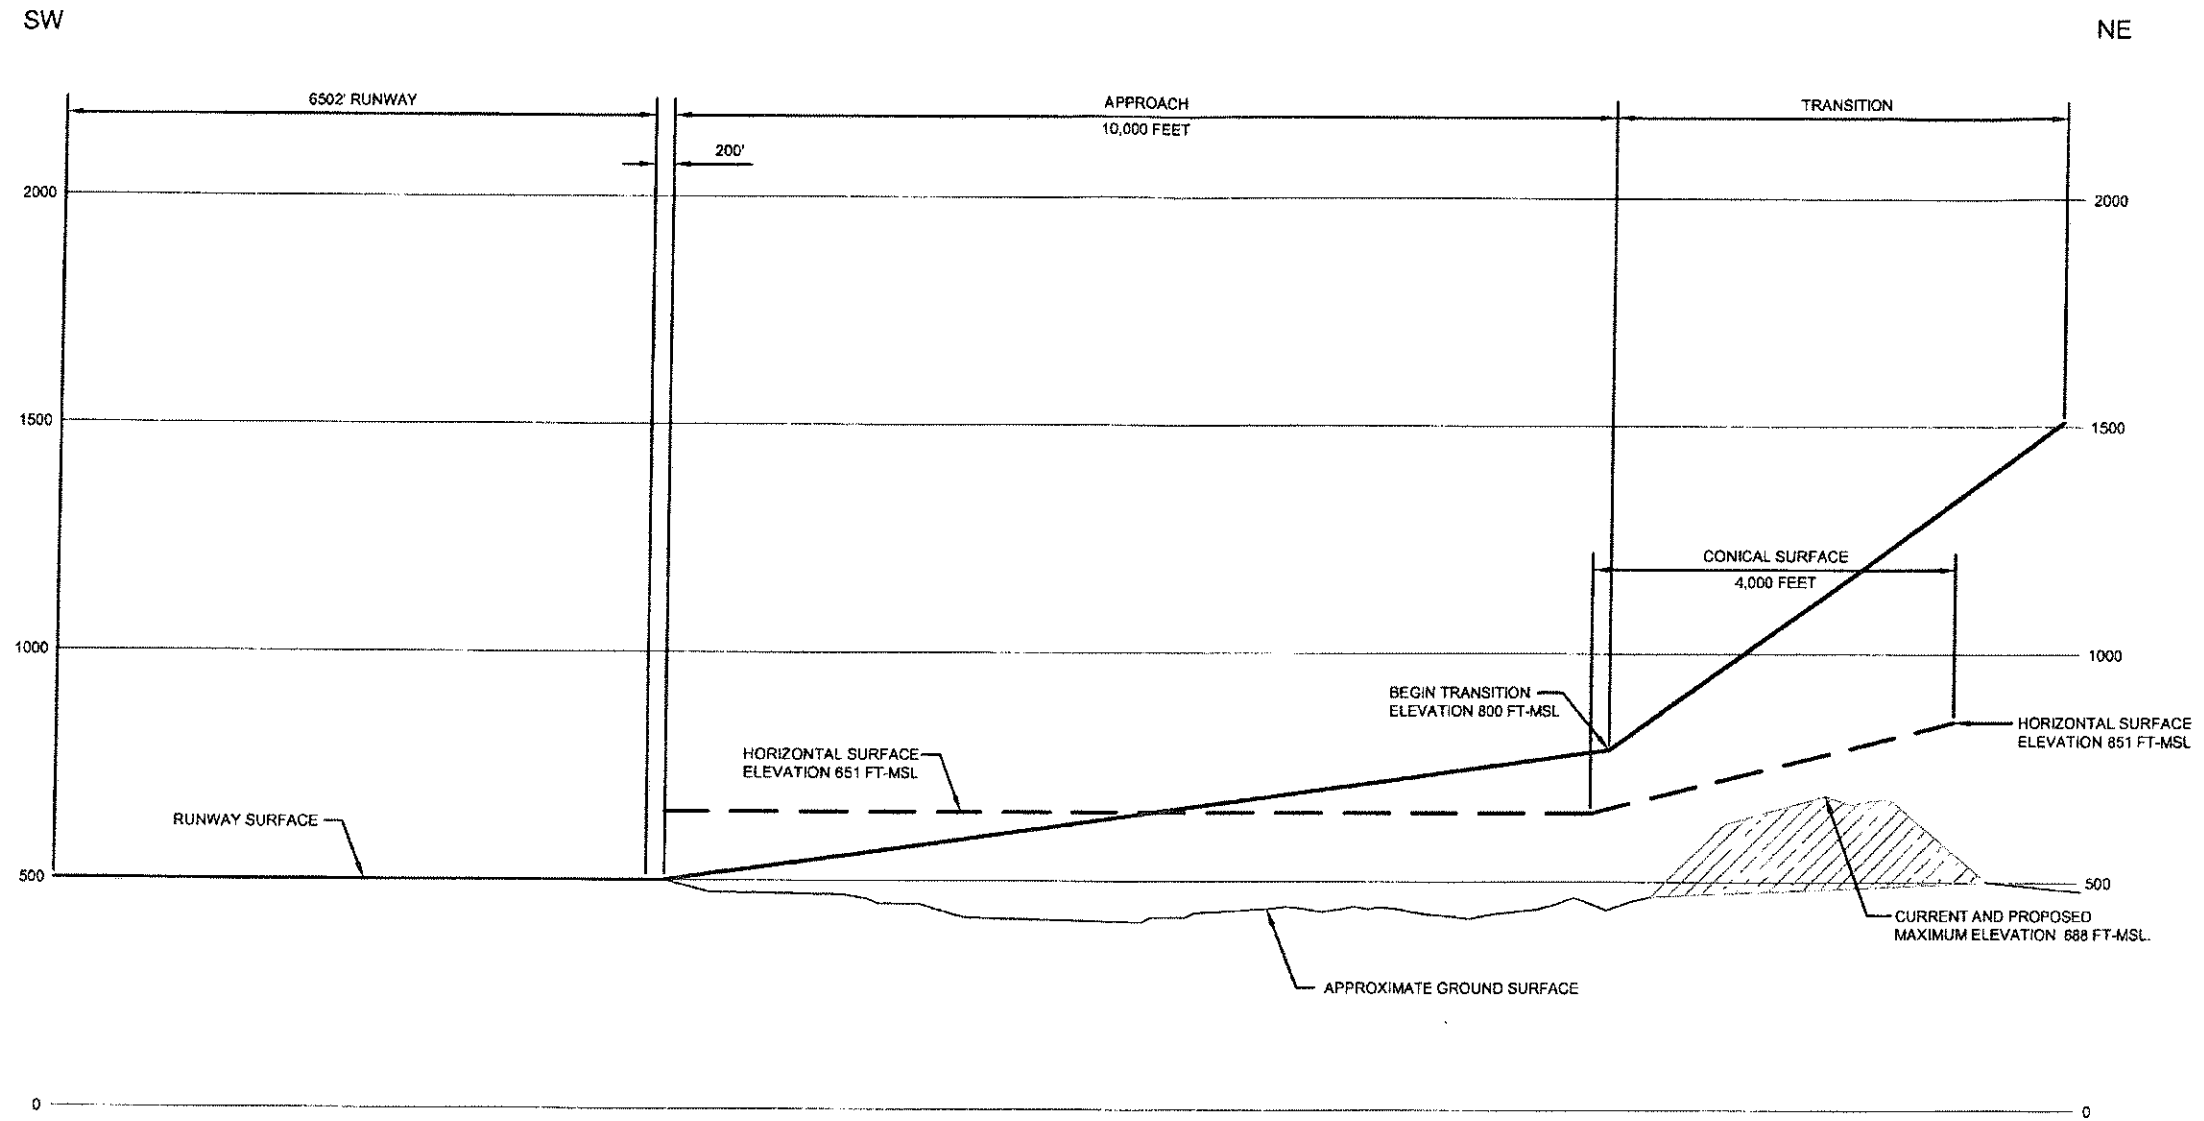 SW
NE
6502' RUNWAY
APPROACH
TRANSITION
10,000 FEET
200'
2000
2000
1500
1500
CONICAL SURFACE
4,000 FEET
1000
1000
BEGIN TRANSITION
ELEVATION 800 FT-MSL
HORIZONTAL SURFACE
ELEVATION 851 FT-MSL
HORIZONTAL SURFACE
ELEVATION 651 FT-MSL
RUNWAY SURFACE
500
500
CURRENT AND PROPOSED
MAXIMUM ELEVATION 688 FT-MSL.
APPROXIMATE GROUND SURFACE
0
0